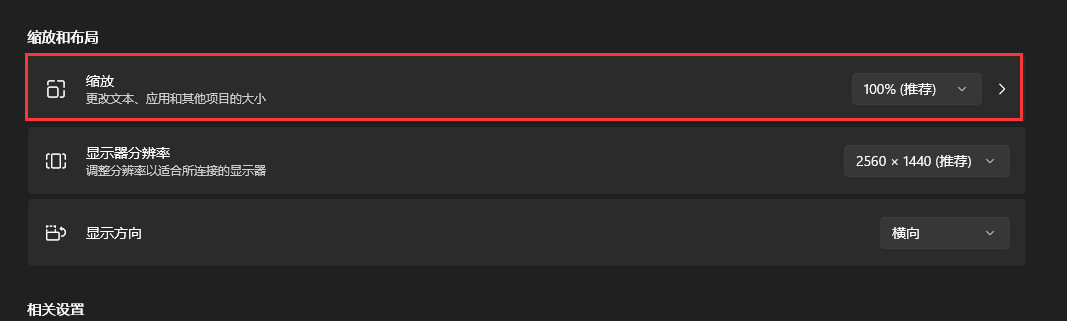 缩放和布局
缩放
更改文本、应用和其他项目的大小
100% (推荐)
显示器分辨率
调整分辨率以适合所连接的显示器
2560 × 1440 (推荐)
显示方向
横向
相关设置